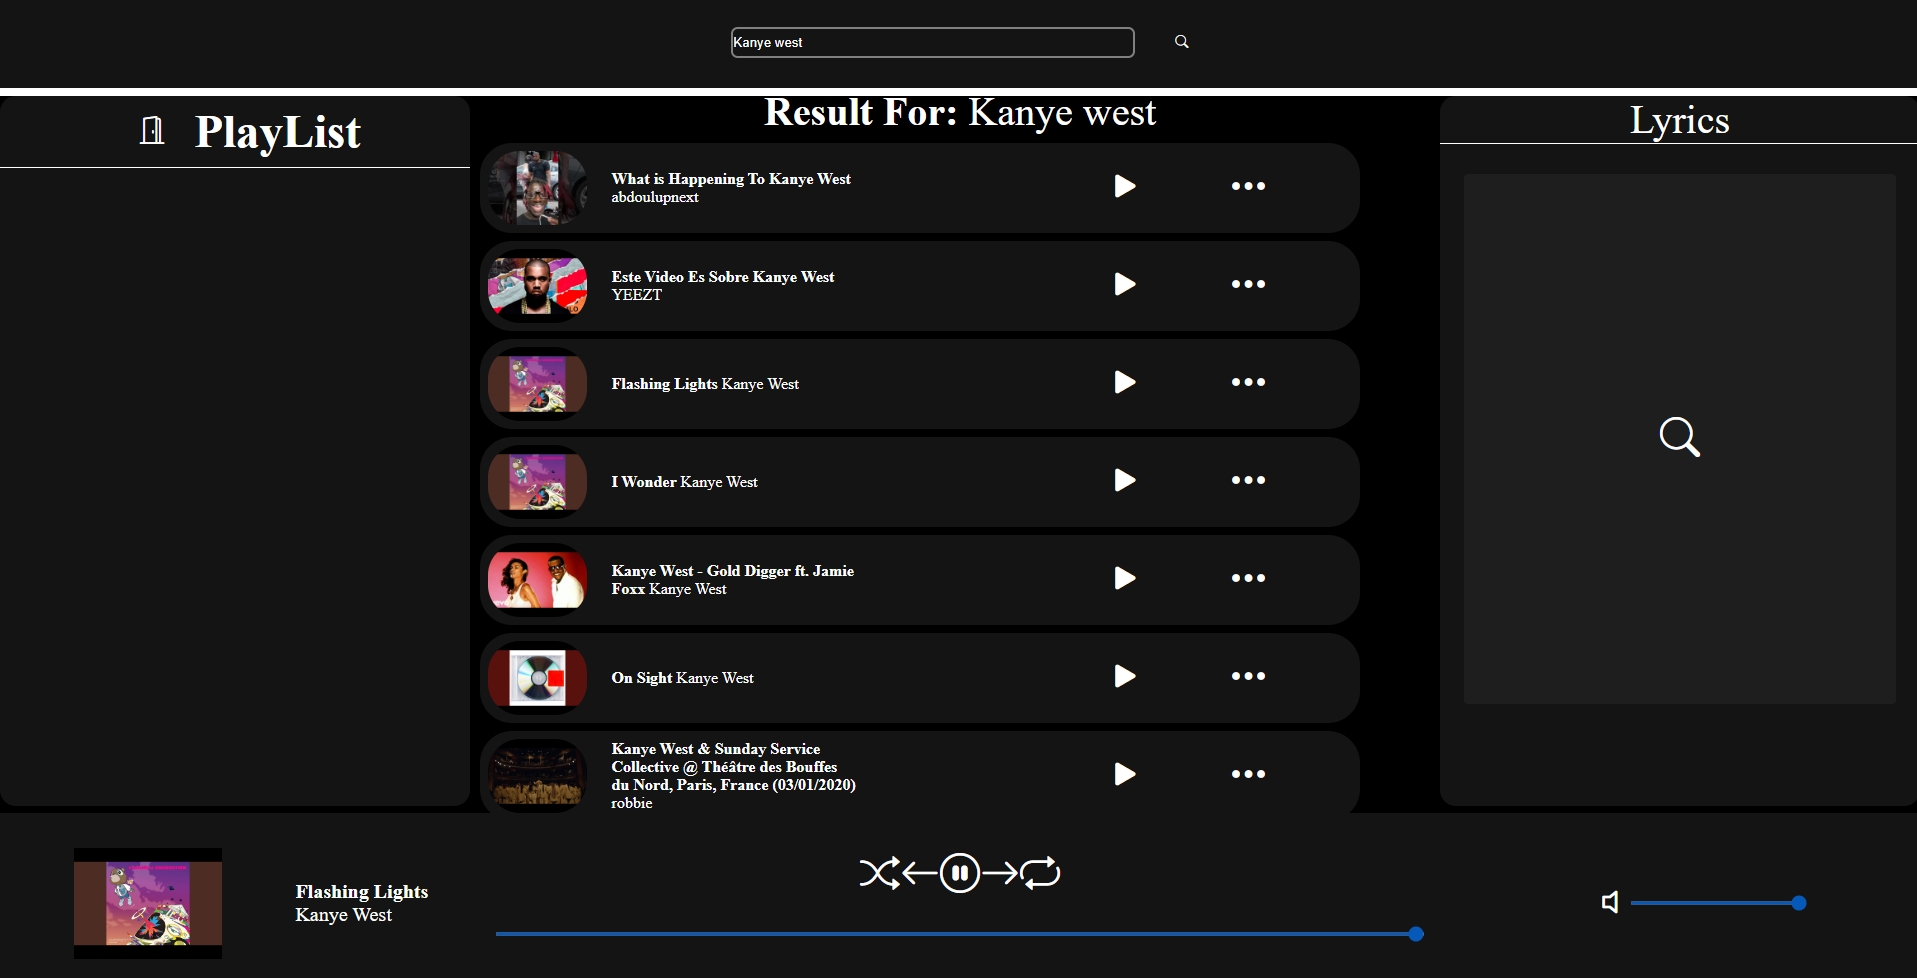 Kanye west
PlayList
Result For: Kanye west
Lyrics
What is Happening To Kanye West
abdoulupnext
Este Video Es Sobre Kanye West
YEEZT
Flashing Lights Kanye West
I Wonder Kanye West
Kanye West - Gold Digger ft. Jamie
Foxx Kanye West
On Sight Kanye West
Kanye West & Sunday Service
Collective @ Théâtre des Bouffes
du Nord, Paris, France (03/01/2020)
robbie
Flashing Lights
Kanye West